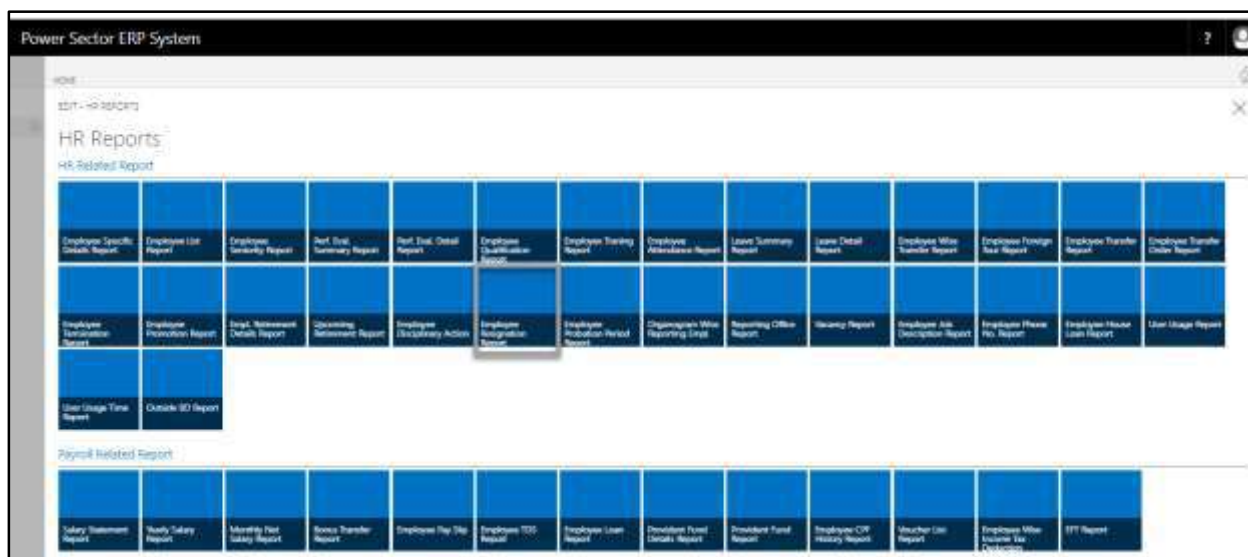 Power Sector ERP System
?
HOME
EDIT - HR REPORTS
HR Reports
HR Related Report
Employee Specific Details Report
Employee List Report
Employee Seniority Report
Perf. Eval. Summary Report
Perf. Eval. Detail Report
Employee Qualification Report
Employee Traning Report
Employee Attendance Report
Leave Summary Report
Leave Detail Report
Employee Wise Transfer Report
Employee Foreign Tour Report
Employee Transfer Report
Employee Transfer Order Report
Employee Termination Report
Employee Promotion Report
Empl. Retirement Details Report
Upcoming Retirement Report
Employee Disciplinary Action
Employee Resignation Report
Employee Probation Period Report
Organogram Wise Reporting Empl
Reporting Office Report
Vacancy Report
Employee Job Description Report
Employee Phone No. Report
Employee House Loan Report
User Usage Report
User Usage Time Report
Outside BD Report
Payroll Related Report
Salary Statement Report
Yearly Salary Report
Monthly Net Salary Report
Bonus Transfer Report
Employee Pay Slip
Employee TDS Report
Employee Loan Report
Provident Fund Details Report
Provident Fund Report
Employee CPF History Report
Voucher List Report
Employee Wise Income Tax Deduction
EFT Report